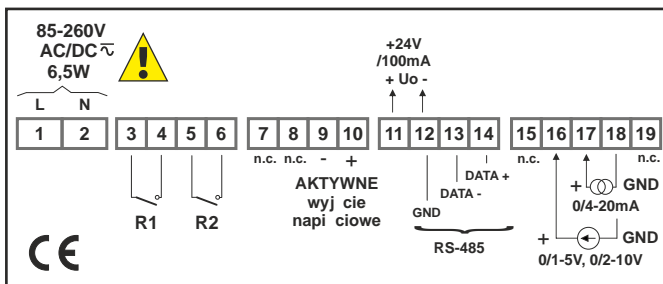 85-260V
AC/DC
6,5W
+24V
/100mA
+ Uo -
L N
1 2 3 4 5 6 7 8 9 10 11 12 13 14 15 16 17 18 19
n.c. n.c. - + n.c. n.c.
R1 R2
AKTYWNE
wyj cie
napi ciowe
GND
DATA -
DATA +
RS-485
+ GND
0/4-20mA
+ GND
0/1-5V, 0/2-10V
CE